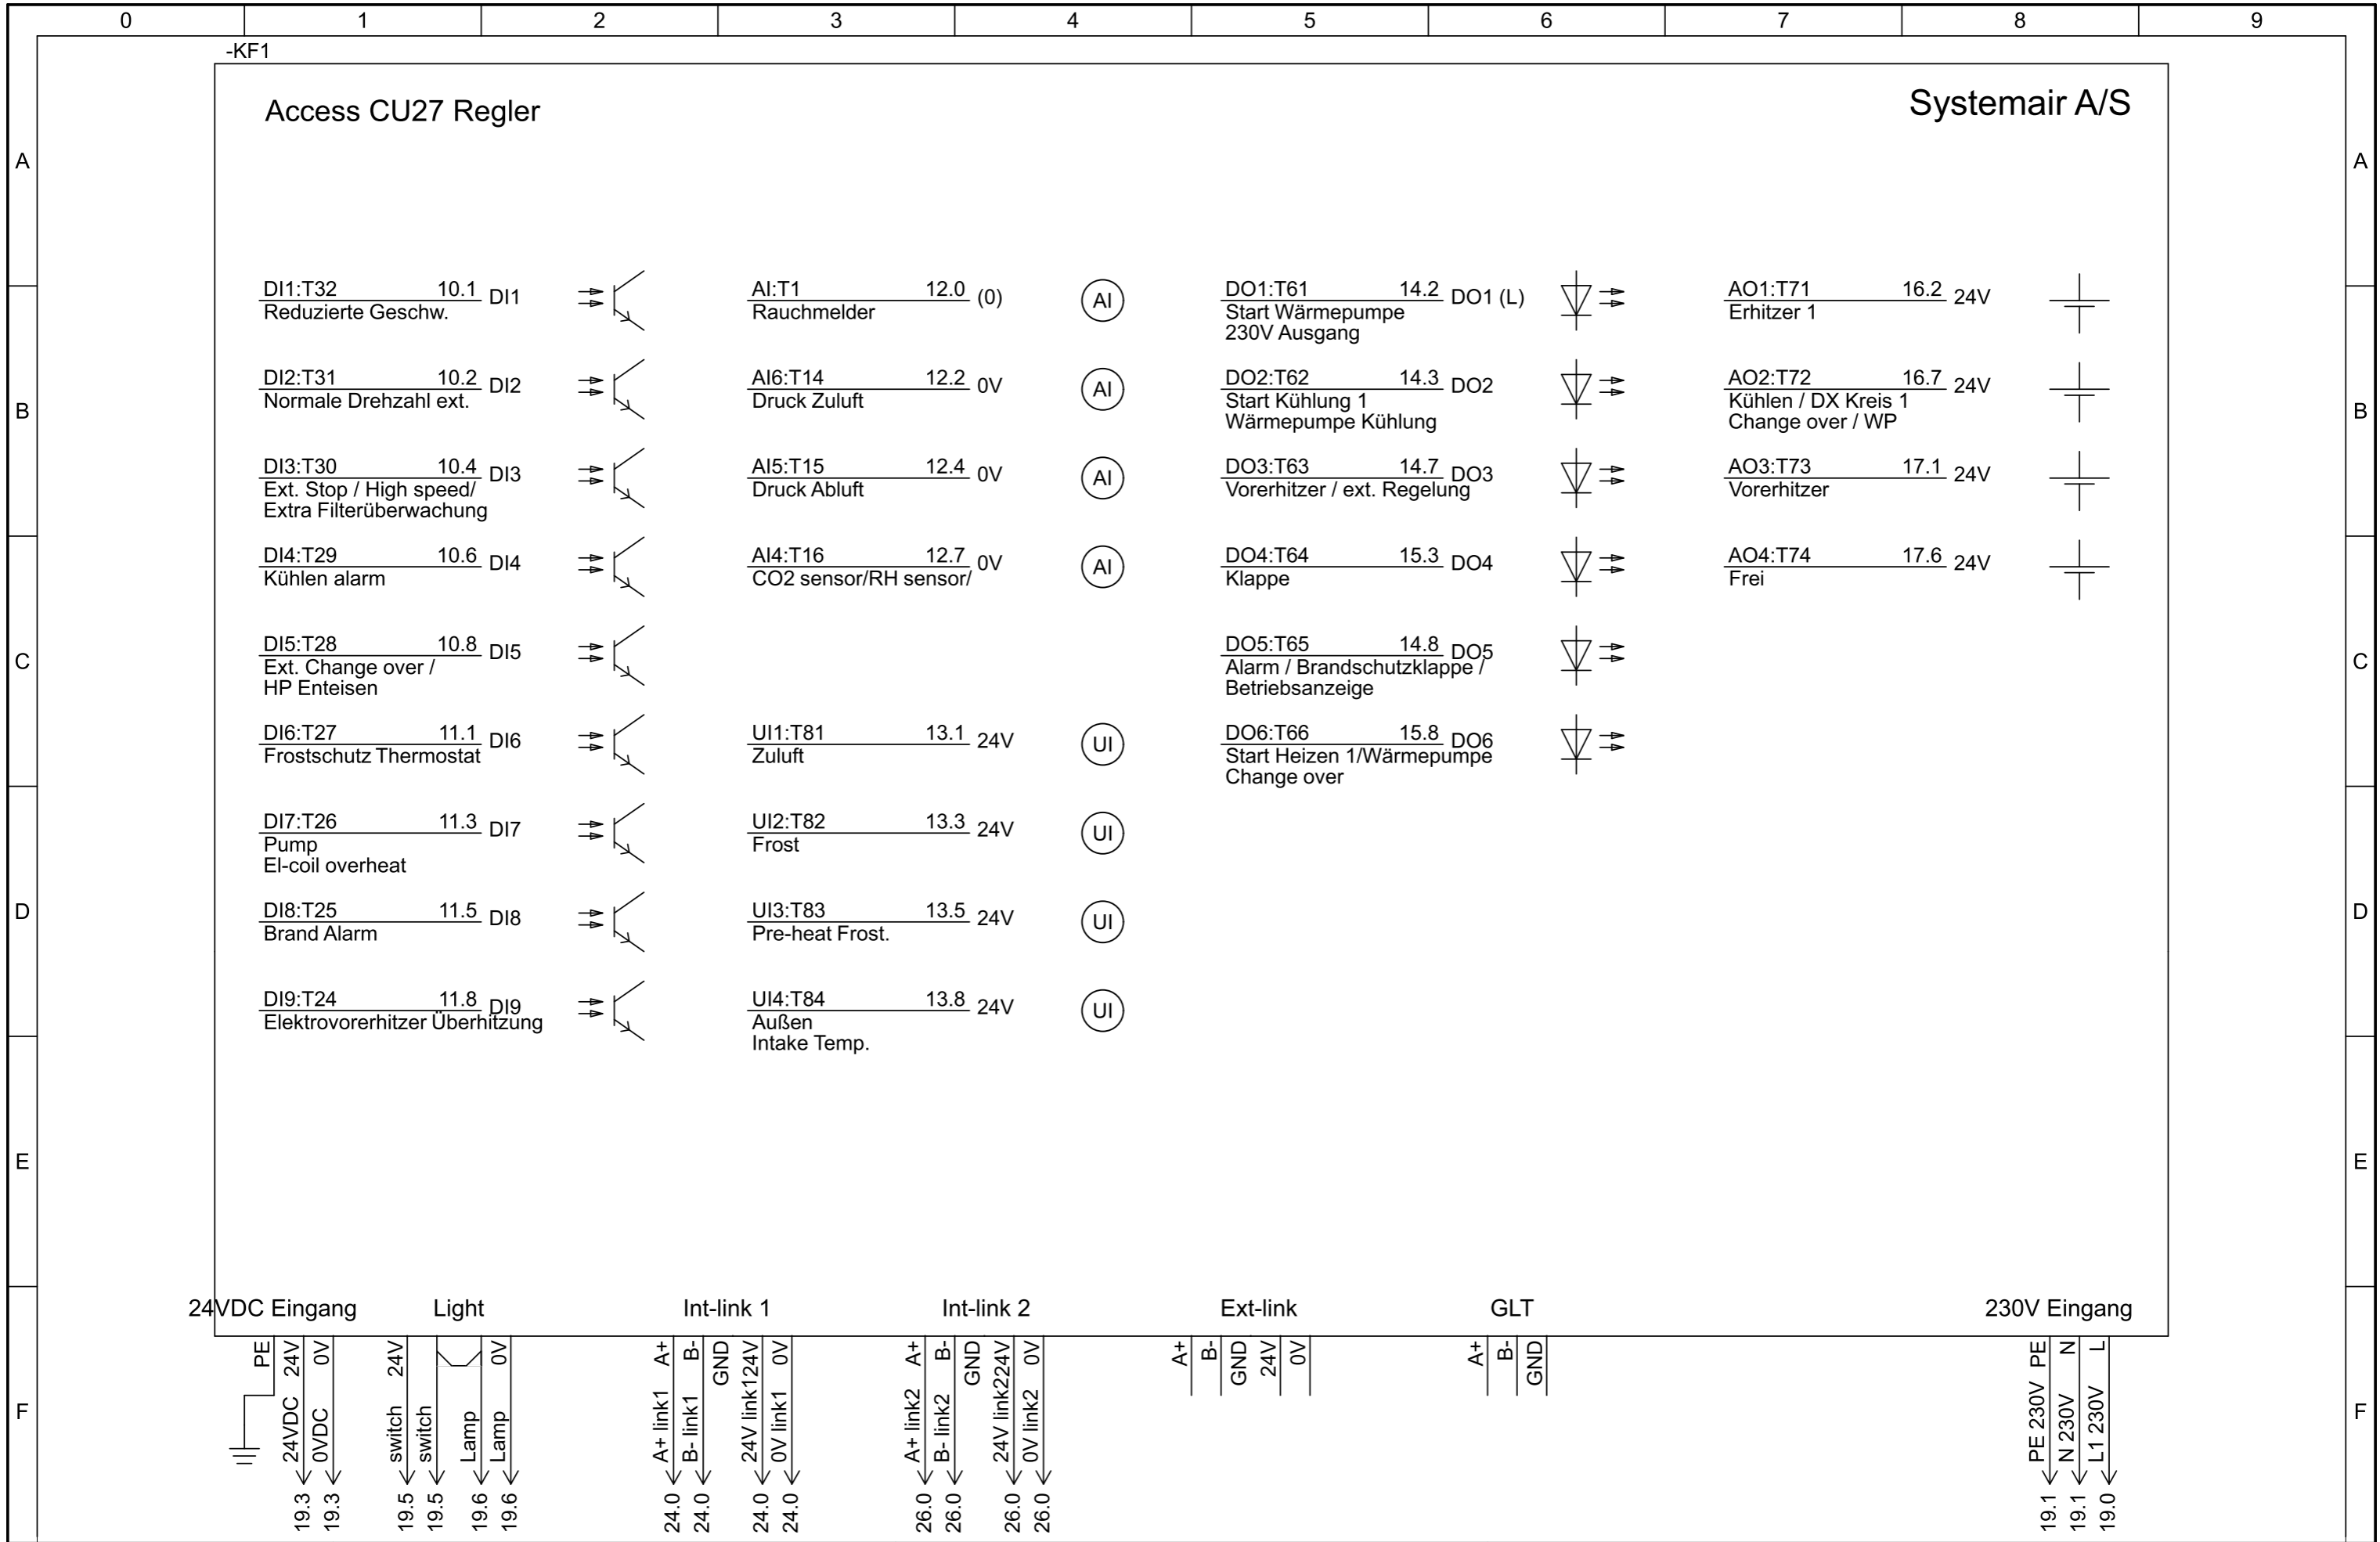 0 1 2 3 4 5 6 7 8 9
-KF1
Access CU27 Regler
Systemair A/S
A
A
B
B
C
C
D
D
E
E
F
F
DI1:T32 10.1 DI1
Reduzierte Geschw.
DI2:T31 10.2 DI2
Normale Drehzahl ext.
DI3:T30 10.4 DI3
Ext. Stop / High speed/
Extra Filterüberwachung
DI4:T29 10.6 DI4
Kühlen alarm
DI5:T28 10.8 DI5
Ext. Change over /
HP Enteisen
DI6:T27 11.1 DI6
Frostschutz Thermostat
DI7:T26 11.3 DI7
Pump
El-coil overheat
DI8:T25 11.5 DI8
Brand Alarm
DI9:T24 11.8 DI9
Elektrovorerhitzer Überhitzung
AI:T1 12.0 (0) AI
Rauchmelder
AI6:T14 12.2 0V AI
Druck Zuluft
AI5:T15 12.4 0V AI
Druck Abluft
AI4:T16 12.7 0V AI
CO2 sensor/RH sensor/
UI1:T81 13.1 24V UI
Zuluft
UI2:T82 13.3 24V UI
Frost
UI3:T83 13.5 24V UI
Pre-heat Frost.
UI4:T84 13.8 24V UI
Außen
Intake Temp.
DO1:T61 14.2 DO1 (L)
Start Wärmepumpe
230V Ausgang
DO2:T62 14.3 DO2
Start Kühlung 1
Wärmepumpe Kühlung
DO3:T63 14.7 DO3
Vorerhitzer / ext. Regelung
DO4:T64 15.3 DO4
Klappe
DO5:T65 14.8 DO5
Alarm / Brandschutzklappe /
Betriebsanzeige
DO6:T66 15.8 DO6
Start Heizen 1/Wärmepumpe
Change over
AO1:T71 16.2 24V
Erhitzer 1
AO2:T72 16.7 24V
Kühlen / DX Kreis 1
Change over / WP
AO3:T73 17.1 24V
Vorerhitzer
AO4:T74 17.6 24V
Frei
24VDC Eingang
PE
24V 24VDC 19.3
0V 0VDC 19.3
Light
24V switch 19.5
switch 19.5
Lamp 19.6
0V Lamp 19.6
Int-link 1
A+ A+ link1 24.0
B- B- link1 24.0
GND
24V 24V link1 24.0
0V 0V link1 24.0
Int-link 2
A+ A+ link2 26.0
B- B- link2 26.0
GND
24V 24V link2 26.0
0V 0V link2 26.0
Ext-link
A+
B-
GND
24V
0V
GLT
A+
B-
GND
230V Eingang
PE PE 230V 19.1
N N 230V 19.1
L L1 230V 19.0